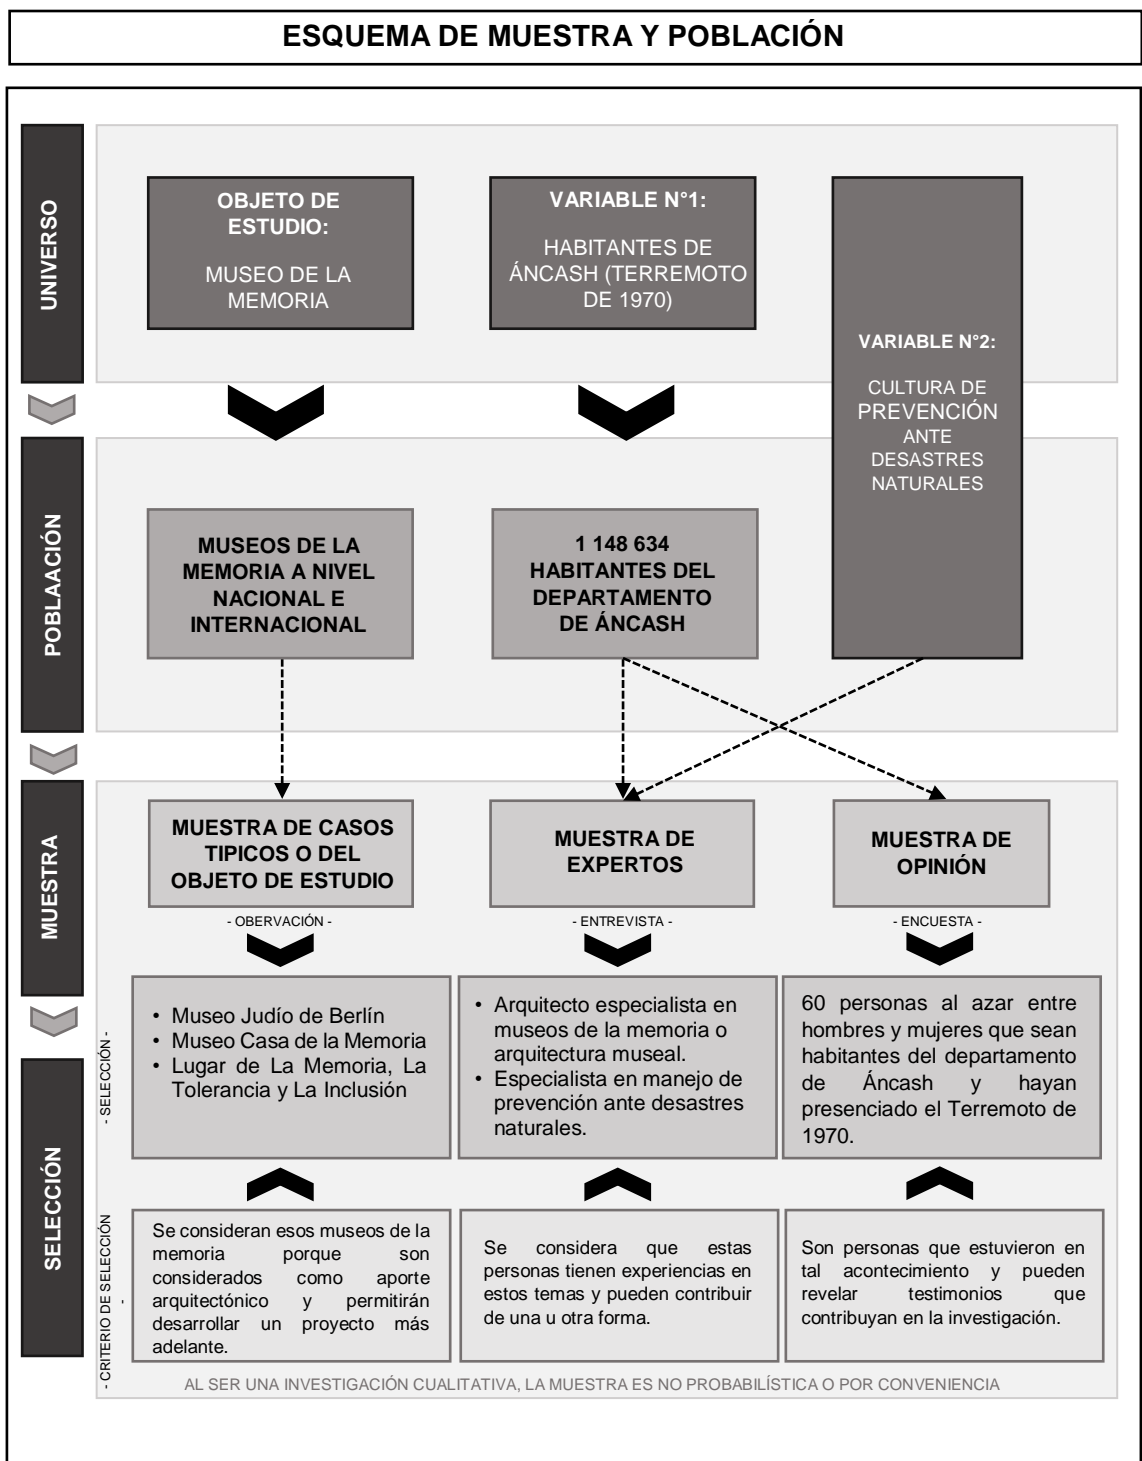 ESQUEMA DE MUESTRA Y POBLACIÓN
UNIVERSO
OBJETO DE
ESTUDIO:
MUSEO DE LA
MEMORIA
VARIABLE N°1:
HABITANTES DE
ÁNCASH (TERREMOTO
DE 1970)
VARIABLE N°2:
CULTURA DE
PREVENCIÓN
ANTE
DESASTRES
NATURALES
POBLAACIÓN
MUSEOS DE LA
MEMORIA A NIVEL
NACIONAL E
INTERNACIONAL
1 148 634
HABITANTES DEL
DEPARTAMENTO
DE ÁNCASH
MUESTRA
MUESTRA DE CASOS
TIPICOS O DEL
OBJETO DE ESTUDIO
- OBERVACIÓN -
MUESTRA DE
EXPERTOS
- ENTREVISTA -
MUESTRA DE
OPINIÓN
- ENCUESTA -
SELECCIÓN
- SELECCIÓN -
• Museo Judío de Berlín
• Museo Casa de la Memoria
• Lugar de La Memoria, La
Tolerancia y La Inclusión
• Arquitecto especialista en
museos de la memoria o
arquitectura museal.
• Especialista en manejo de
prevención ante desastres
naturales.
60 personas al azar entre
hombres y mujeres que sean
habitantes del departamento
de Áncash y hayan
presenciado el Terremoto de
1970.
- CRITERIO DE SELECCIÓN
-
Se consideran esos museos de la
memoria porque son
considerados como aporte
arquitectónico y permitirán
desarrollar un proyecto más
adelante.
Se considera que estas
personas tienen experiencias en
estos temas y pueden contribuir
de una u otra forma.
Son personas que estuvieron en
tal acontecimiento y pueden
revelar testimonios que
contribuyan en la investigación.
AL SER UNA INVESTIGACIÓN CUALITATIVA, LA MUESTRA ES NO PROBABILÍSTICA O POR CONVENIENCIA